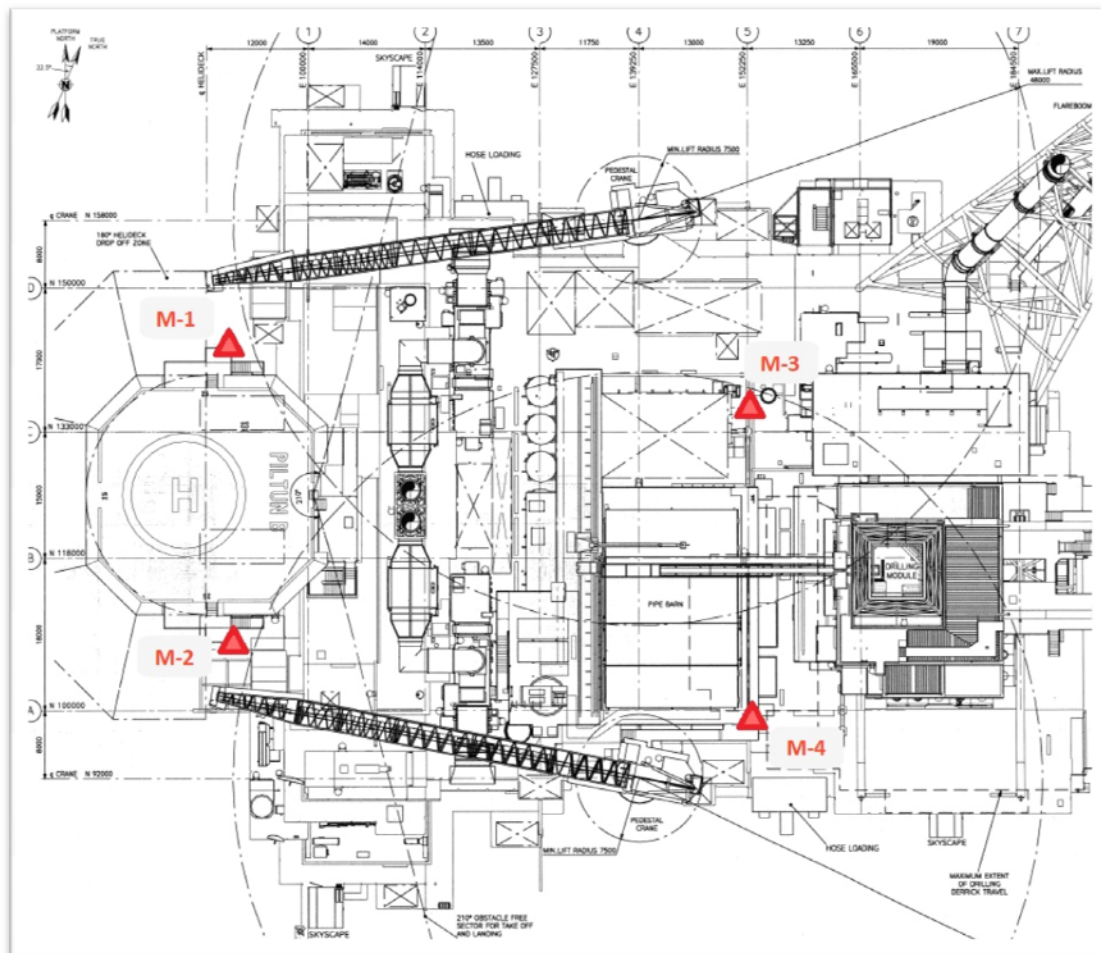 PLATFORM
NORTH
TRUE
NORTH
22.5°
N
℄ HELIDECK
12000
1
E 100000
14000
2
E 114000
13500
3
E 127500
11750
4
E 139250
13000
5
E 152250
13250
6
E 165500
19000
7
E 184500
SKYSCAPE
MAX.LIFT RADIUS
48000
FLAREBOOM
HOSE LOADING
MIN.LIFT RADIUS 7500
PEDESTAL
CRANE
℄ CRANE N 158000
180° HELIDECK
DROP OFF ZONE
8000
N 150000
M-1
17000
M-3
N 133000
PILTUN B
H
210°
15000
N 118000
DRILLING
MODULE
PIPE BARN
18000
M-2
A
N 100000
M-4
8000
℄ CRANE N 92000
PEDESTAL
CRANE
MIN.LIFT RADIUS 7500
HOSE LOADING
SKYSCAPE
MAXIMUM EXTENT
OF DRILLING
DERRICK TRAVEL
210° OBSTACLE FREE
SECTOR FOR TAKE OFF
AND LANDING
SKYSCAPE